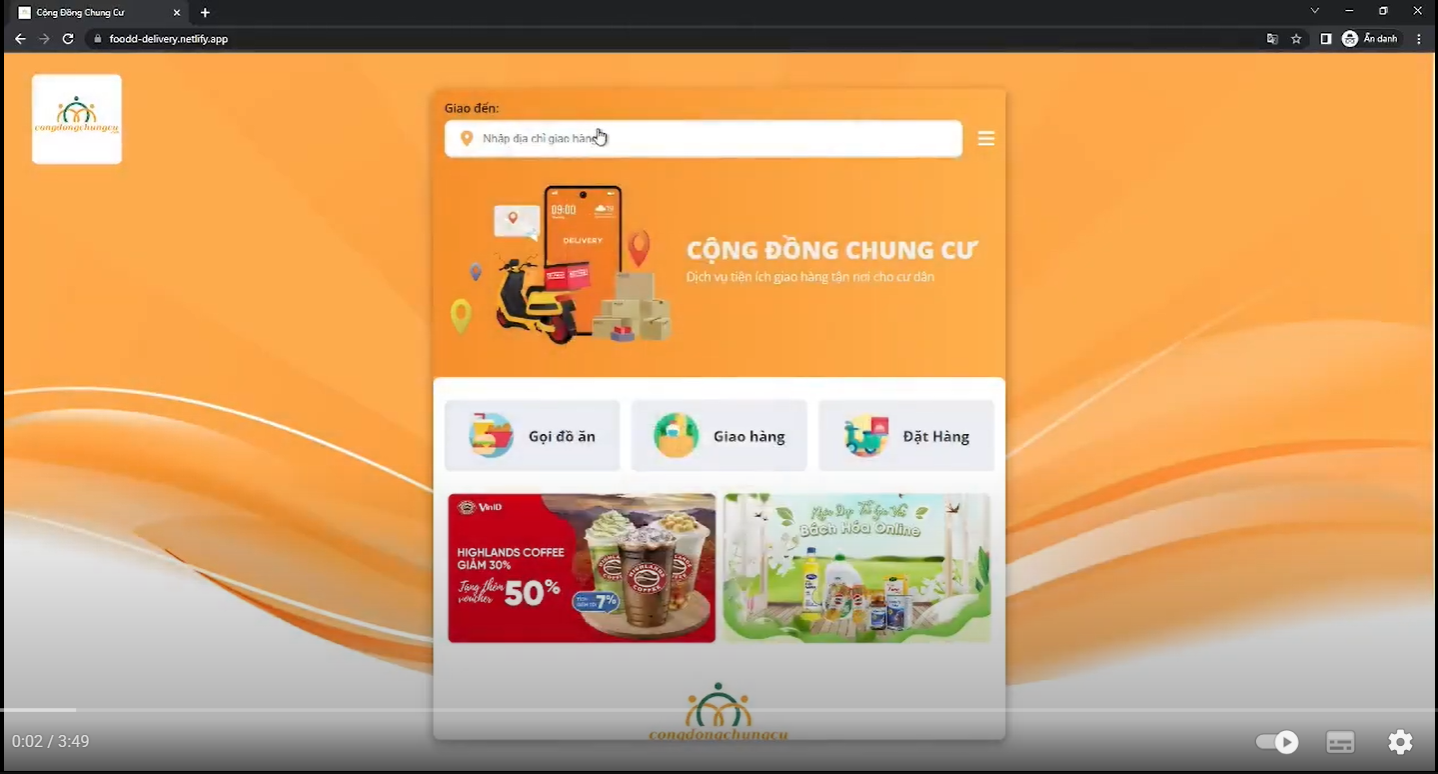 Cộng Đồng Chung Cư
foodd-delivery.netlify.app
Ẩn danh
congdongchungcu
Giao đến:
Nhập địa chỉ giao hàng
09:00
DELIVERY
CỘNG ĐỒNG CHUNG CƯ
Dịch vụ tiện ích giao hàng tận nơi cho cư dân
Gọi đồ ăn
Giao hàng
Đặt Hàng
VinID
HIGHLANDS COFFEE
GIẢM 30%
Tặng thêm
voucher 50%
7%
HIGHLANDS
COFFEE
Bách Hóa Online
congdongchungcu
0:02 / 3:49